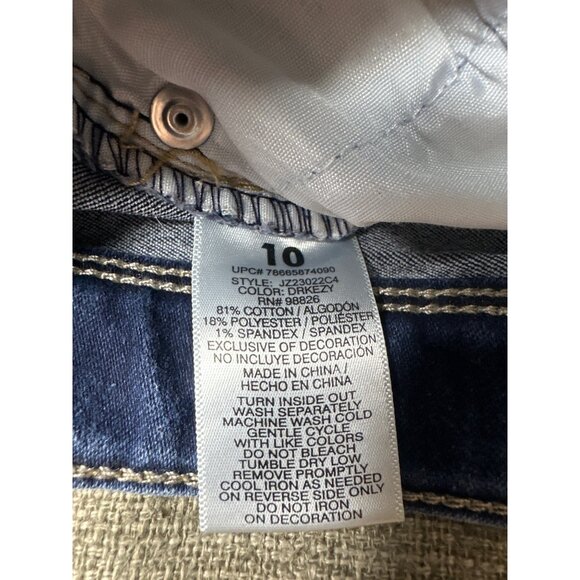 10
UPC# 78665874090
STYLE: JZ23022C4
COLOR: DRKEZY
RN# 98826
81% COTTON / ALGODÓN
18% POLYESTER / POLIÉSTER
1% SPANDEX / SPANDEX
EXCLUSIVE OF DECORATION
NO INCLUYE DECORACIÓN
MADE IN CHINA /
HECHO EN CHINA
TURN INSIDE OUT
WASH SEPARATELY
MACHINE WASH COLD
GENTLE CYCLE
WITH LIKE COLORS
DO NOT BLEACH
TUMBLE DRY LOW
REMOVE PROMPTLY
COOL IRON AS NEEDED
ON REVERSE SIDE ONLY
DO NOT IRON
ON DECORATION